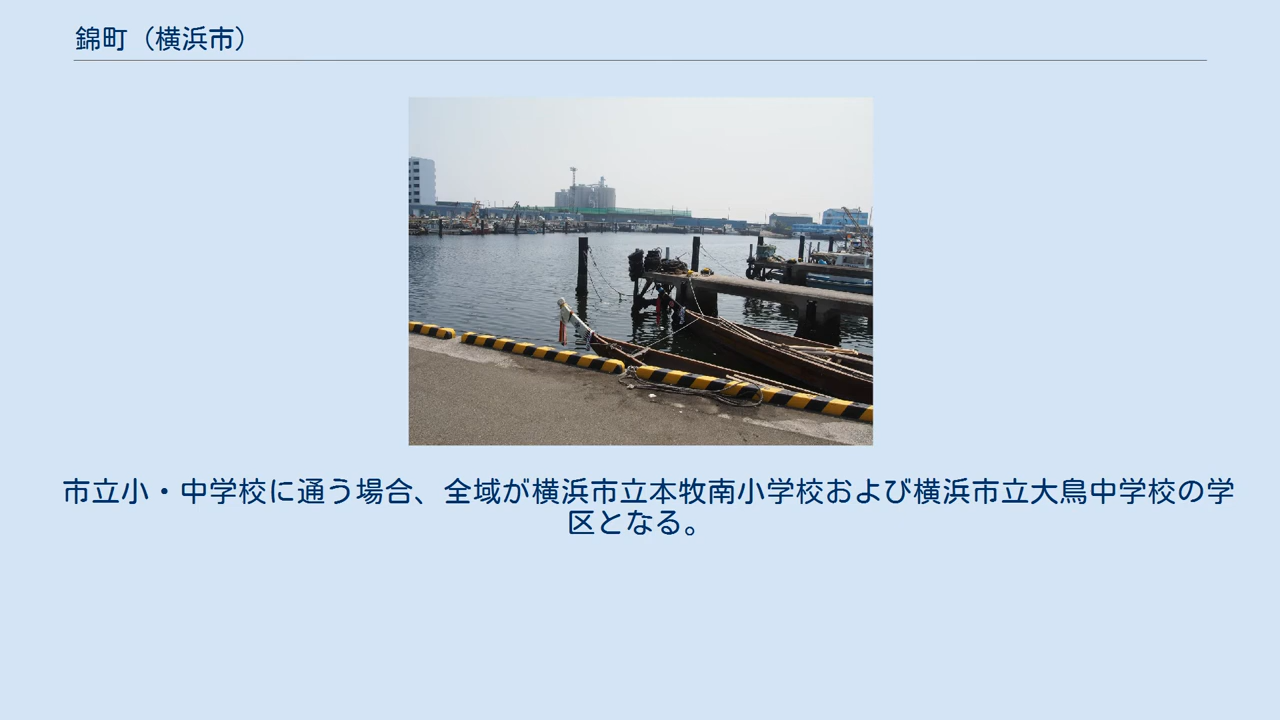 錦町（横浜市）
市立小・中学校に通う場合、全域が横浜市立本牧南小学校および横浜市立大鳥中学校の学
区となる。